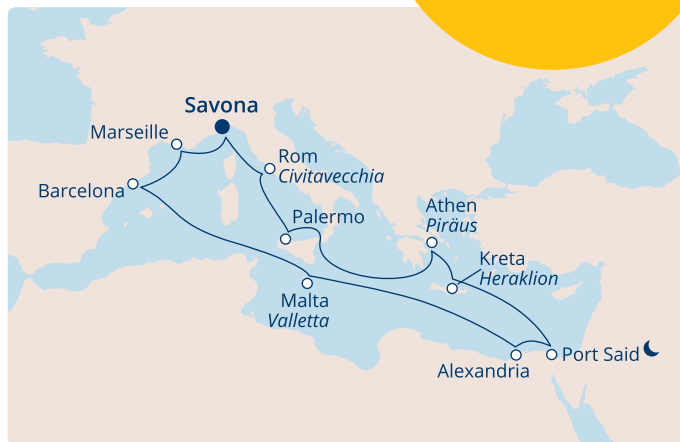 Savona
Marseille
Rom
Civitavecchia
Barcelona
Palermo
Athen
Piräus
Kreta
Heraklion
Malta
Valletta
Port Said
Alexandria